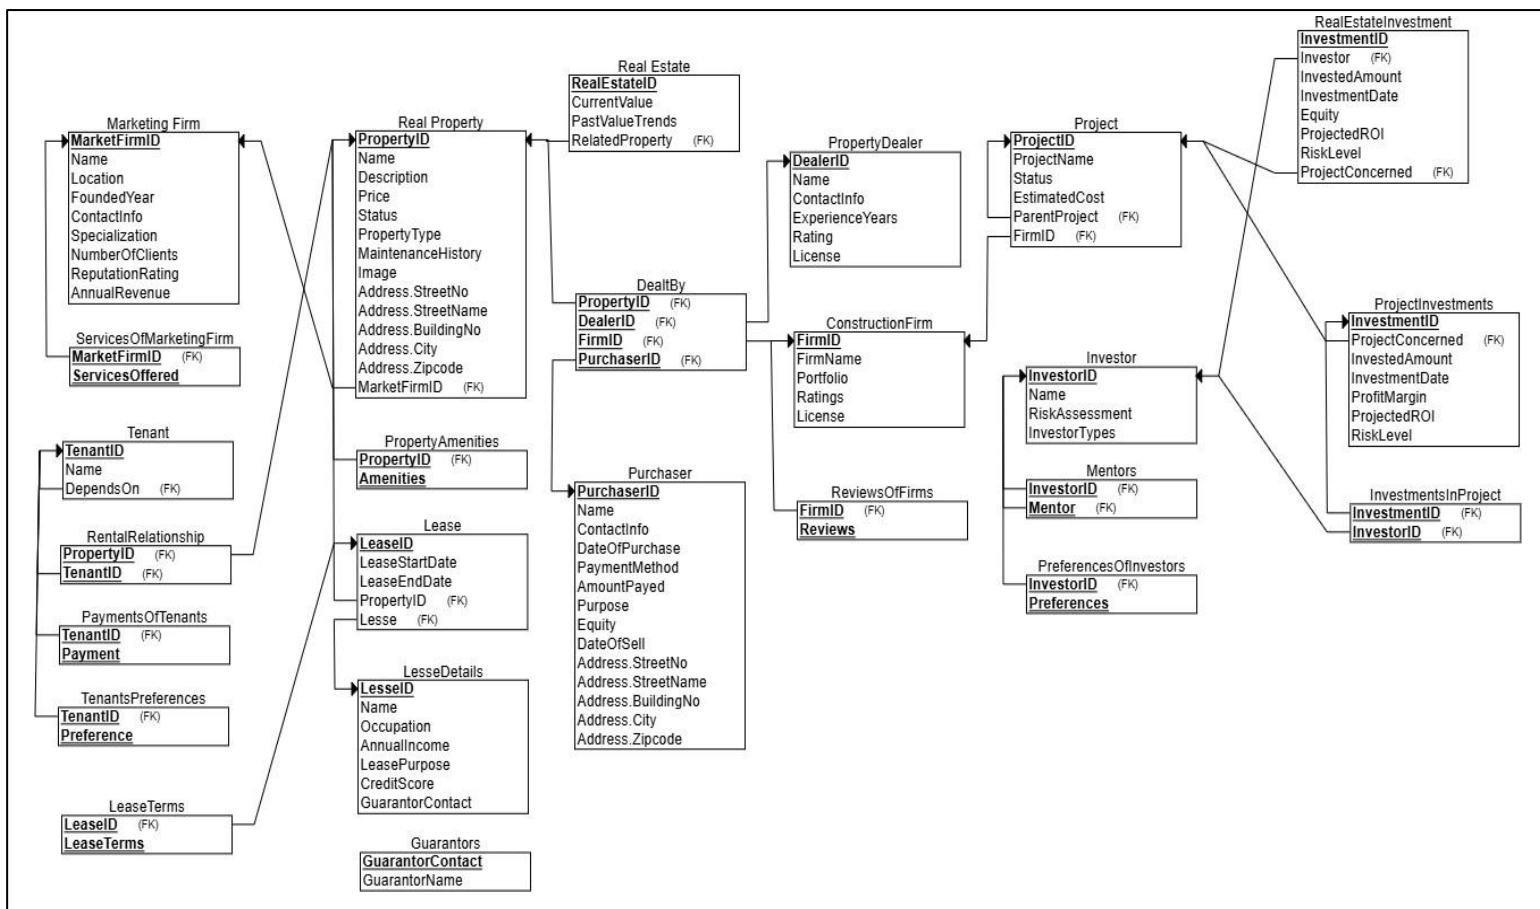 Marketing Firm
MarketFirmID
Name
Location
FoundedYear
ContactInfo
Specialization
NumberOfClients
ReputationRating
AnnualRevenue
ServicesOfMarketingFirm
MarketFirmID (FK)
ServicesOffered
Tenant
TenantID
Name
DependsOn (FK)
RentalRelationship
PropertyID (FK)
TenantID (FK)
PaymentsOfTenants
TenantID (FK)
Payment
TenantsPreferences
TenantID (FK)
Preference
LeaseTerms
LeaseID (FK)
LeaseTerms
Real Property
PropertyID
Name
Description
Price
Status
PropertyType
MaintenanceHistory
Image
Address.StreetNo
Address.StreetName
Address.BuildingNo
Address.City
Address.Zipcode
MarketFirmID (FK)
PropertyAmenities
PropertyID (FK)
Amenities
Lease
LeaseID
LeaseStartDate
LeaseEndDate
PropertyID (FK)
Lesse (FK)
LesseDetails
LesseID
Name
Occupation
AnnualIncome
LeasePurpose
CreditScore
GuarantorContact
Guarantors
GuarantorContact
GuarantorName
Real Estate
RealEstateID
CurrentValue
PastValueTrends
RelatedProperty (FK)
DealtBy
PropertyID (FK)
DealerID (FK)
FirmID (FK)
PurchaserID (FK)
Purchaser
PurchaserID
Name
ContactInfo
DateOfPurchase
PaymentMethod
AmountPayed
Purpose
Equity
DateOfSell
Address.StreetNo
Address.StreetName
Address.BuildingNo
Address.City
Address.Zipcode
PropertyDealer
DealerID
Name
ContactInfo
ExperienceYears
Rating
License
ConstructionFirm
FirmID
FirmName
Portfolio
Ratings
License
ReviewsOfFirms
FirmID (FK)
Reviews
Project
ProjectID
ProjectName
Status
EstimatedCost
ParentProject (FK)
FirmID (FK)
Investor
InvestorID
Name
RiskAssessment
InvestorTypes
Mentors
InvestorID (FK)
Mentor (FK)
PreferencesOfInvestors
InvestorID (FK)
Preferences
RealEstateInvestment
InvestmentID
Investor (FK)
InvestedAmount
InvestmentDate
Equity
ProjectedROI
RiskLevel
ProjectConcerned (FK)
ProjectInvestments
InvestmentID
ProjectConcerned (FK)
InvestedAmount
InvestmentDate
ProfitMargin
ProjectedROI
RiskLevel
InvestmentsInProject
InvestmentID (FK)
InvestorID (FK)